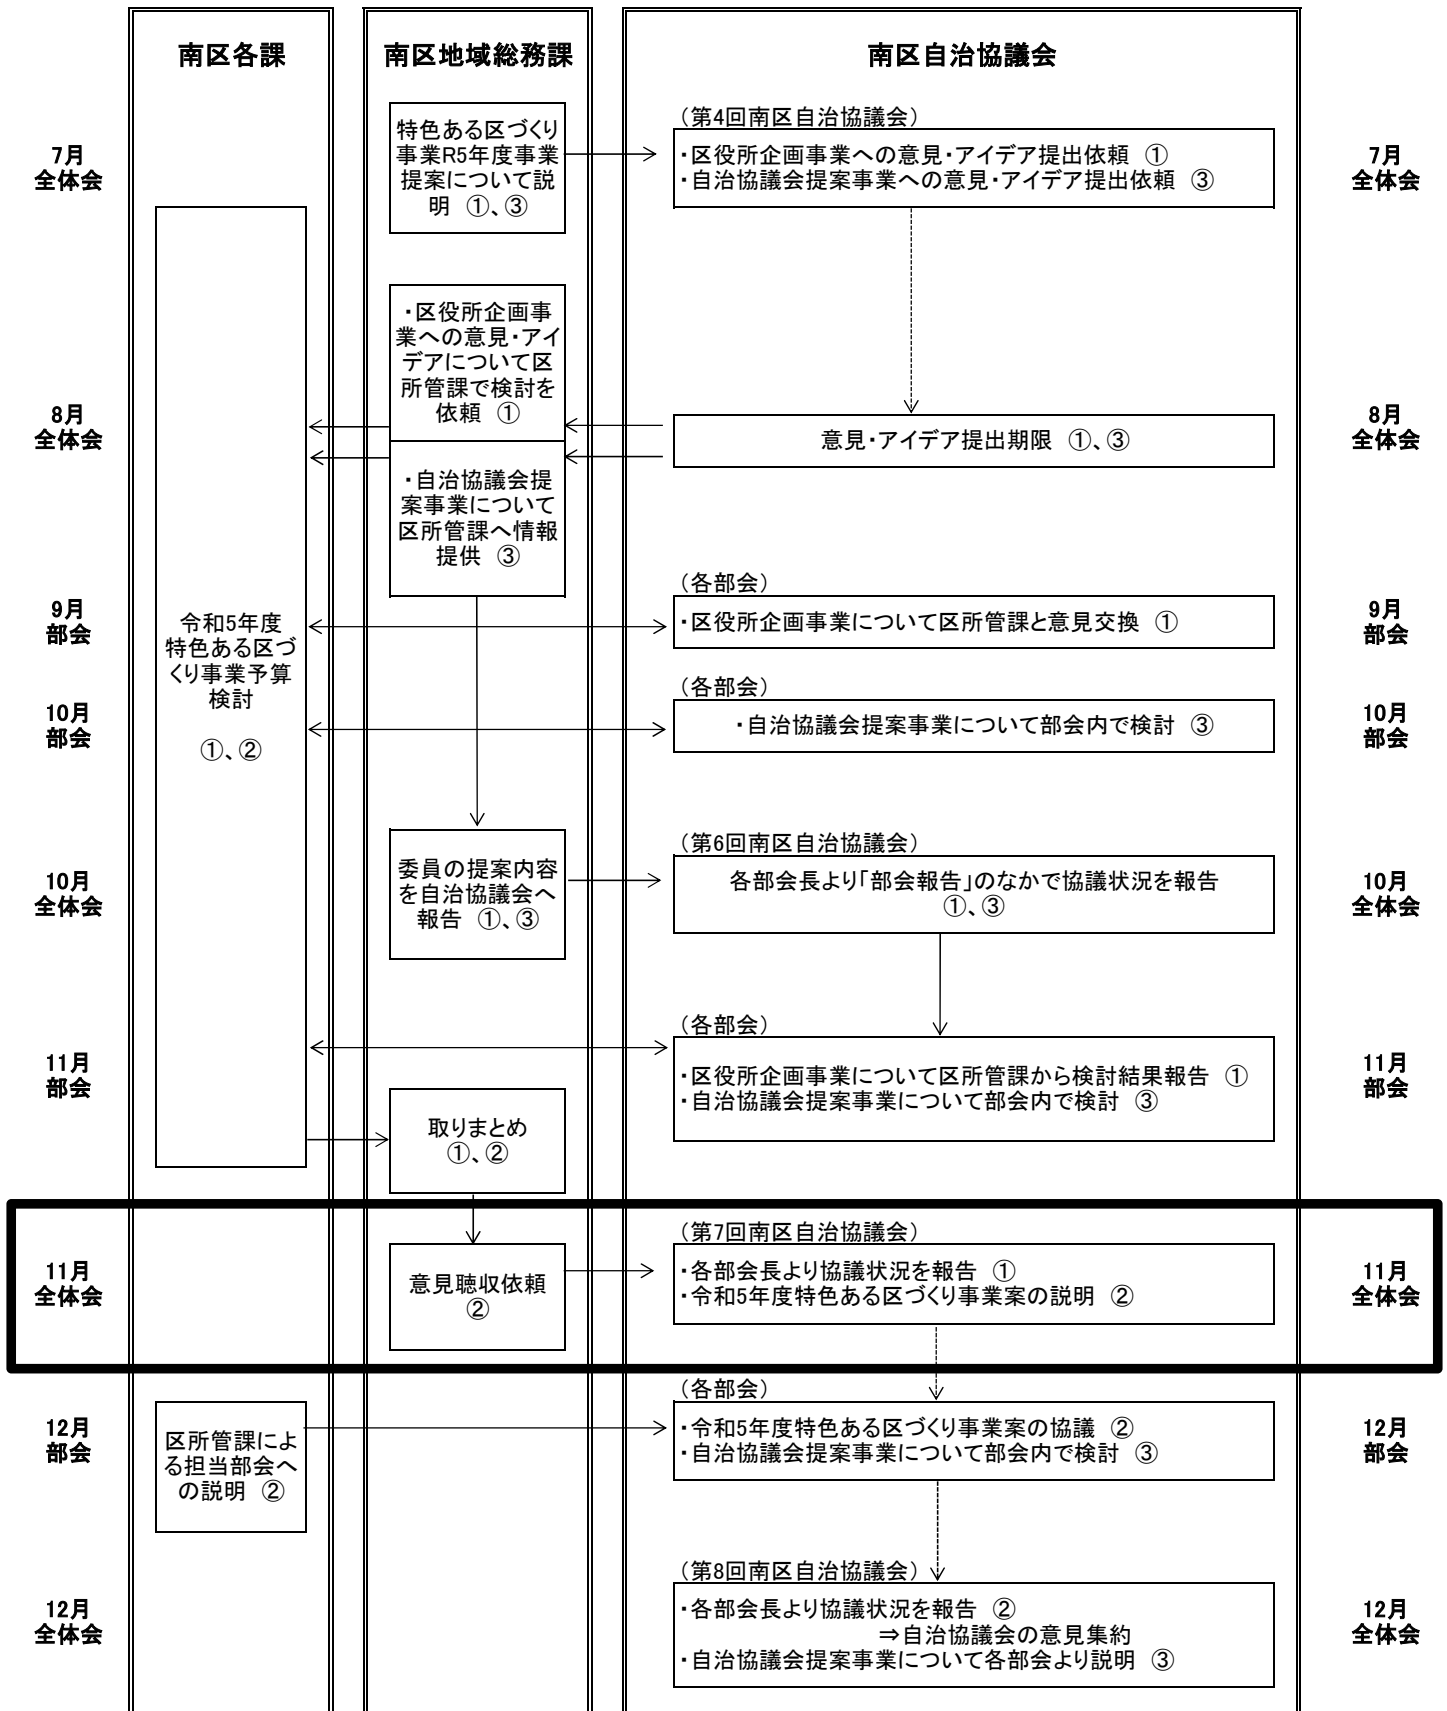 南区各課
南区地域総務課
南区自治協議会
7月
全体会
特色ある区づくり
事業R5年度事業
提案について説
明 ①、③
(第4回南区自治協議会)
・区役所企画事業への意見・アイデア提出依頼 ①
・自治協議会提案事業への意見・アイデア提出依頼 ③
7月
全体会
8月
全体会
・区役所企画事
業への意見・アイ
デアについて区
所管課で検討を
依頼 ①
・自治協議会提
案事業について
区所管課へ情報
提供 ③
意見・アイデア提出期限 ①、③
8月
全体会
9月
部会
令和5年度
特色ある区づ
くり事業予算
検討
①、②
(各部会)
・区役所企画事業について区所管課と意見交換 ①
9月
部会
10月
部会
(各部会)
・自治協議会提案事業について部会内で検討 ③
10月
部会
10月
全体会
委員の提案内容
を自治協議会へ
報告 ①、③
(第6回南区自治協議会)
各部会長より「部会報告」のなかで協議状況を報告
①、③
10月
全体会
11月
部会
(各部会)
・区役所企画事業について区所管課から検討結果報告 ①
・自治協議会提案事業について部会内で検討 ③
11月
部会
取りまとめ
①、②
11月
全体会
意見聴収依頼
②
(第7回南区自治協議会)
・各部会長より協議状況を報告 ①
・令和5年度特色ある区づくり事業案の説明 ②
11月
全体会
12月
部会
区所管課によ
る担当部会へ
の説明 ②
(各部会)
・令和5年度特色ある区づくり事業案の協議 ②
・自治協議会提案事業について部会内で検討 ③
12月
部会
12月
全体会
(第8回南区自治協議会)
・各部会長より協議状況を報告 ②
⇒自治協議会の意見集約
・自治協議会提案事業について各部会より説明 ③
12月
全体会